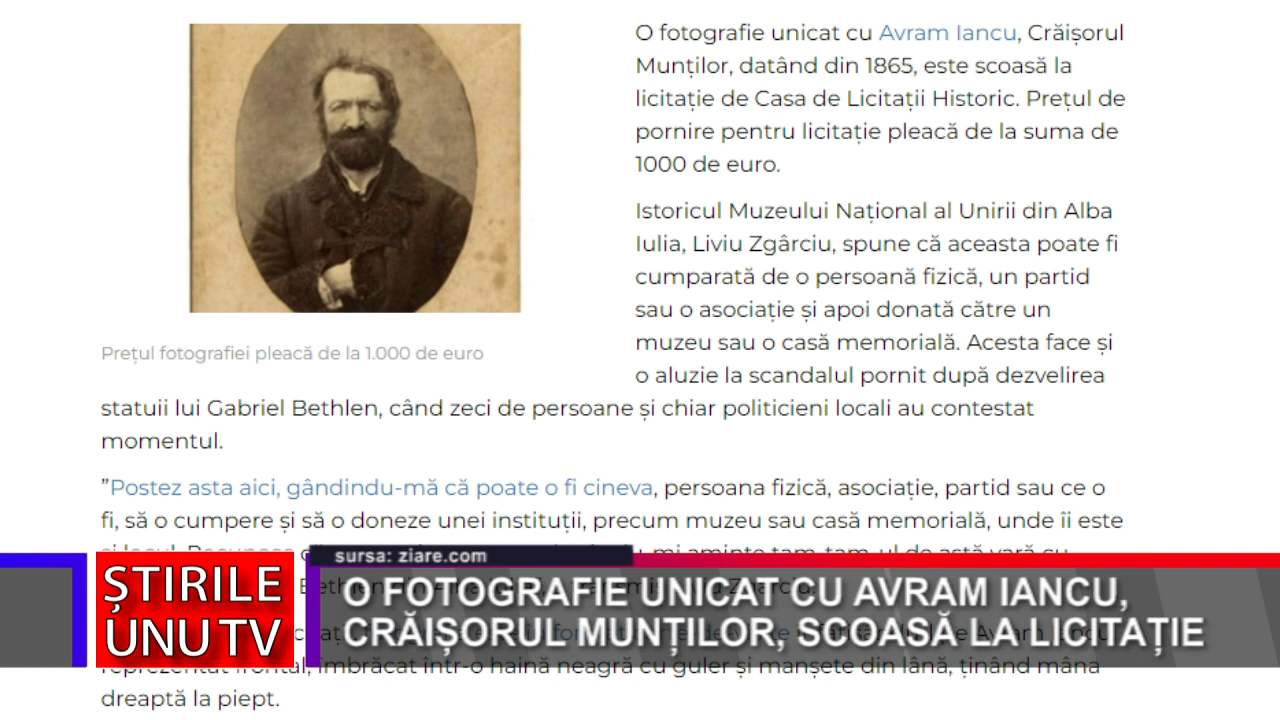 O fotografie unicat cu Avram Iancu, Crăișorul
Munților, datând din 1865, este scoasă la
licitație de Casa de Licitații Historic. Prețul de
pornire pentru licitație pleacă de la suma de
1000 de euro.
Istoricul Muzeului Național al Unirii din Alba
Iulia, Liviu Zgârciu, spune că aceasta poate fi
cumparată de o persoană fizică, un partid
sau o asociație și apoi donată către un
muzeu sau o casă memorială. Acesta face și
o aluzie la scandalul pornit după dezvelirea
Prețul fotografiei pleacă de la 1.000 de euro
statuii lui Gabriel Bethlen, când zeci de persoane și chiar politicieni locali au contestat
momentul.
”Postez asta aici, gândindu-mă că poate o fi cineva, persoana fizică, asociație, partid sau ce o
fi, să o cumpere și să o doneze unei instituții, precum muzeu sau casă memorială, unde îi este
sursa: ziare.com
ȘTIRILE
UNU TV
O FOTOGRAFIE UNICAT CU AVRAM IANCU,
CRĂIȘORUL MUNȚILOR, SCOASĂ LA LICITAȚIE
reprezentat frontal, îmbrăcat într-o haină neagră cu guler și manșete din lână, ținând mâna
dreaptă la piept.